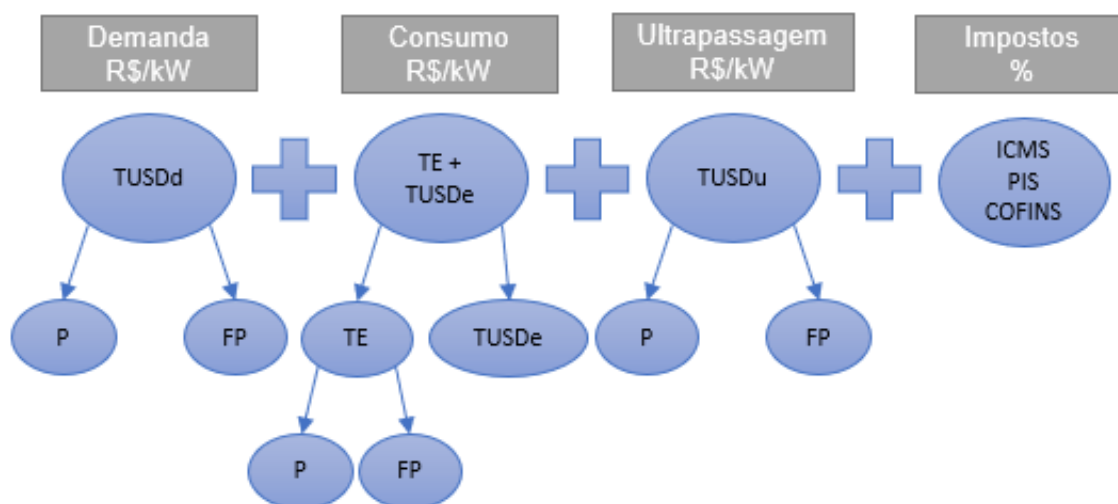 Demanda
R$/kW
Consumo
R$/kW
Ultrapassagem
R$/kW
Impostos
%
TUSDd
TE +
TUSDe
TUSDu
ICMS
PIS
COFINS
P
FP
TE
TUSDe
P
FP
P
FP